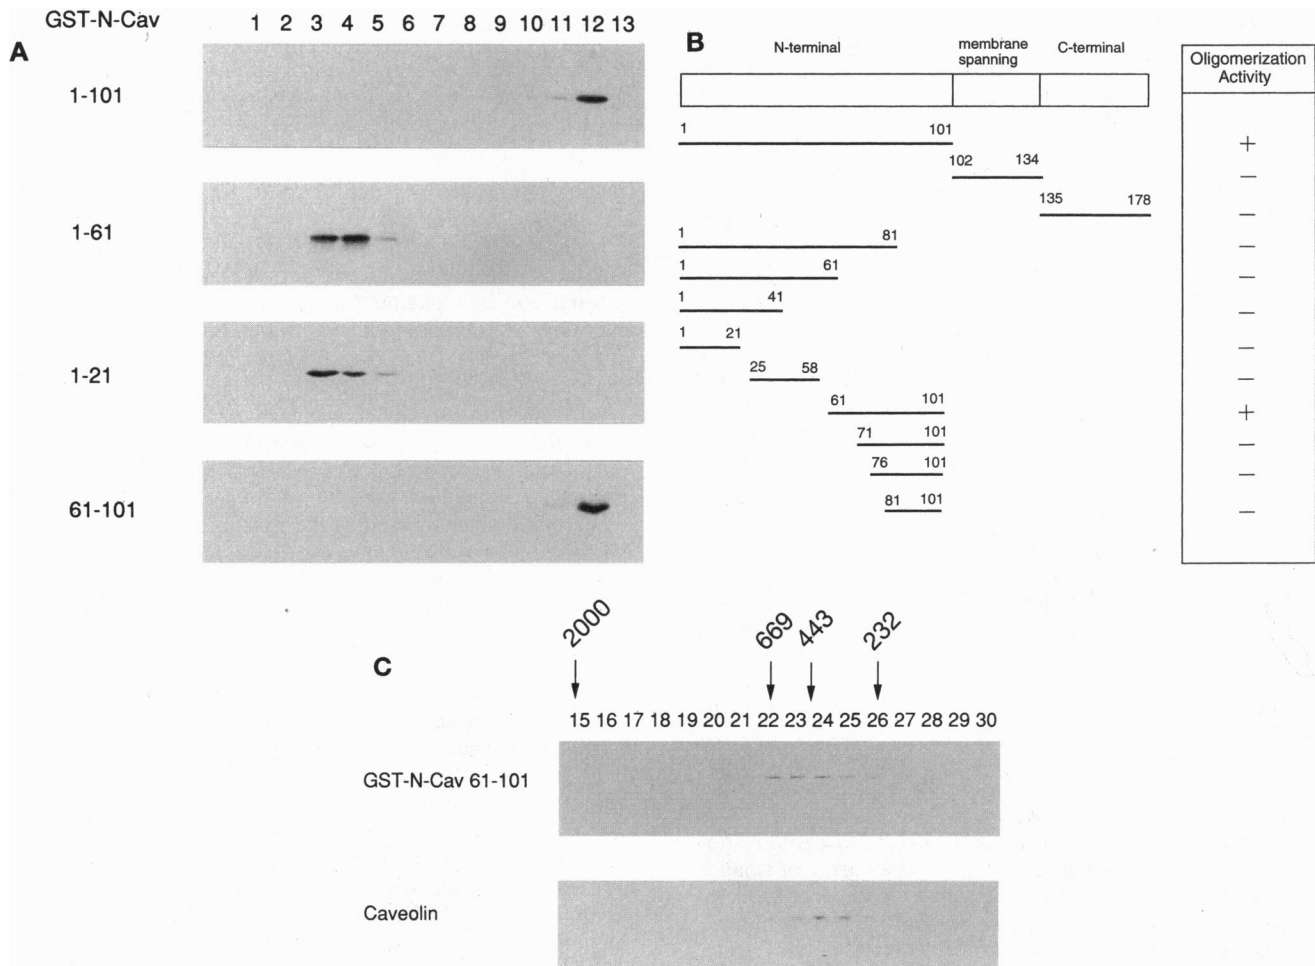 GST-N-Cav 1 2 3 4 5 6 7 8 9 10 11 12 13
A
1-101
1-61
1-21
61-101
B
N-terminal
membrane
spanning
C-terminal
Oligomerization
Activity
1 101
+
102 134
−
135 178
−
1 81
−
1 61
−
1 41
−
1 21
−
25 58
−
61 101
+
71 101
−
76 101
−
81 101
−
C
2000 669 443 232
15 16 17 18 19 20 21 22 23 24 25 26 27 28 29 30
GST-N-Cav 61-101
Caveolin